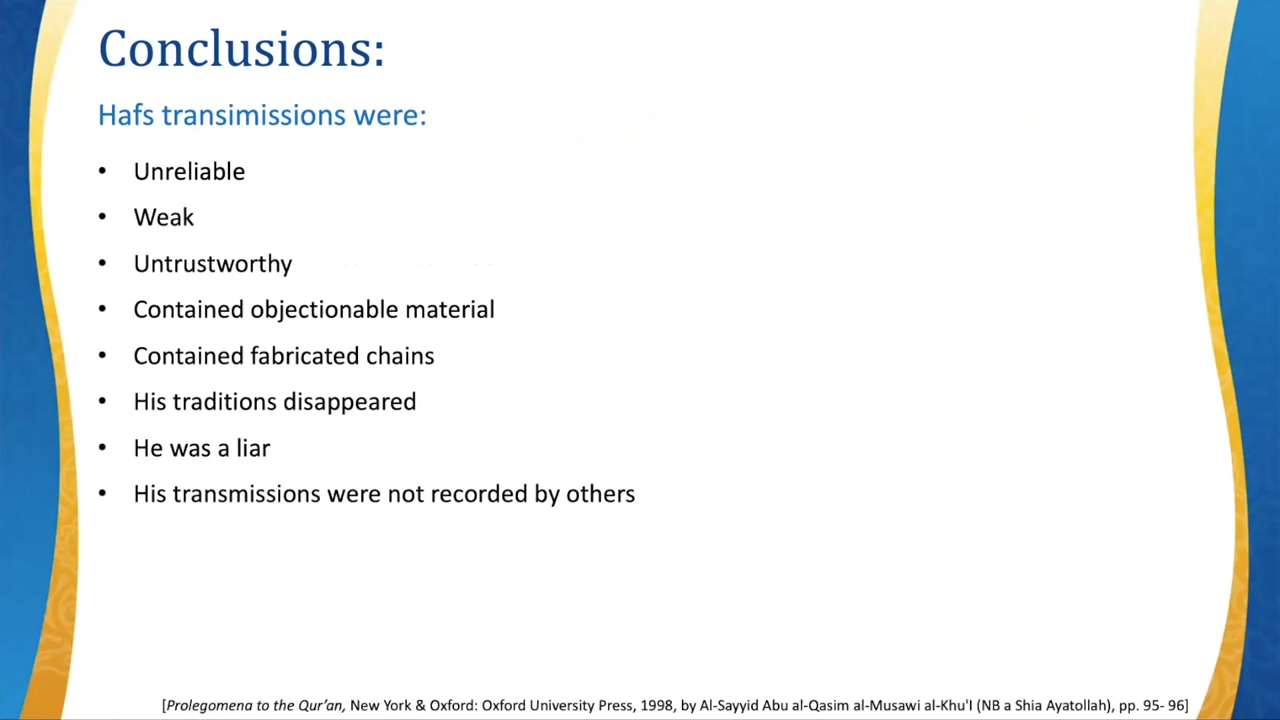 Conclusions:
Hafs transimissions were:
• Unreliable
• Weak
• Untrustworthy
• Contained objectionable material
• Contained fabricated chains
• His traditions disappeared
• He was a liar
• His transmissions were not recorded by others
[Prolegomena to the Qur’an, New York & Oxford: Oxford University Press, 1998, by Al-Sayyid Abu al-Qasim al-Musawi al-Khu'I (NB a Shia Ayatollah), pp. 95- 96]